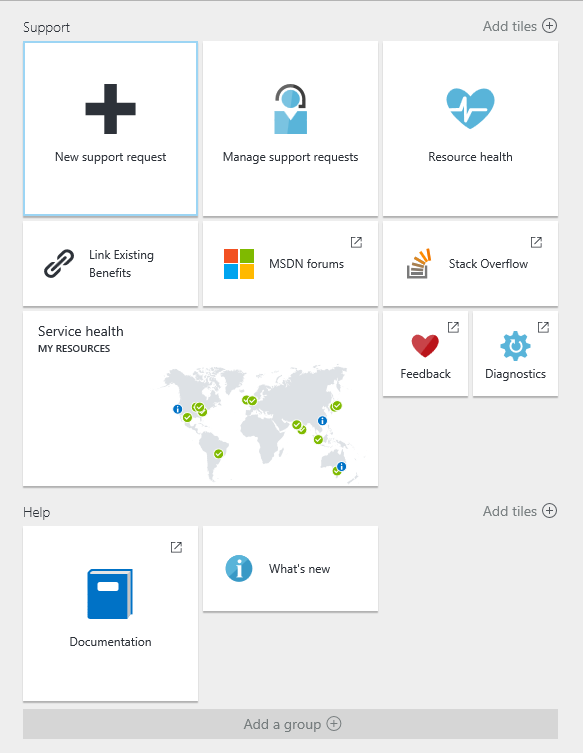 Support
Add tiles
New support request
Manage support requests
Resource health
Link Existing
Benefits
MSDN forums
Stack Overflow
Service health
MY RESOURCES
Feedback
Diagnostics
Help
Add tiles
Documentation
What's new
Add a group